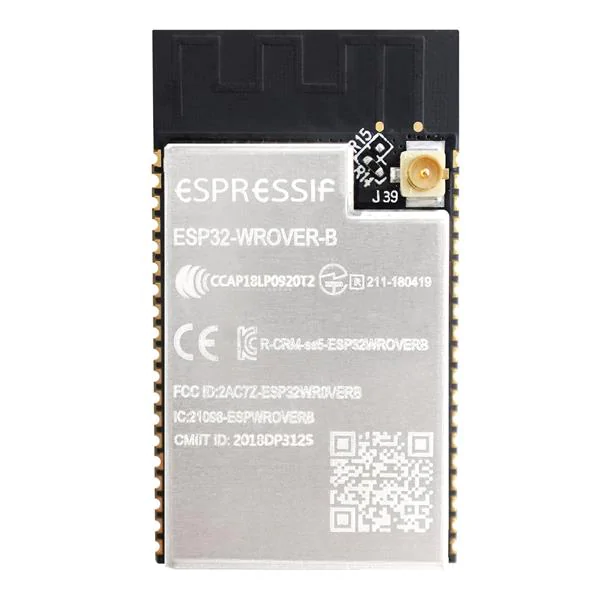 R15
R14
J39
ESPRESSIF
ESP32-WROVER-B
CCAP18LP0920T2 R 211-180419
CE R-CRM-es5-ESP32WROVERB
FCC ID:2AC7Z-ESP32WROVERB
IC:21098-ESPWROVERB
CMIIT ID: 2018DP3125